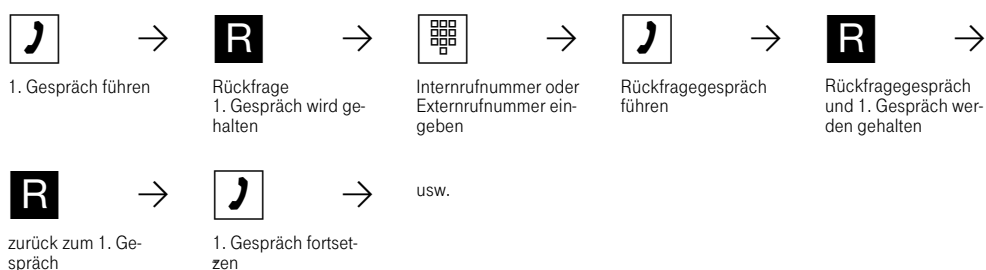 R
R
1. Gespräch führen
Rückfrage
1. Gespräch wird ge-
halten
Internrufnummer oder
Externrufnummer ein-
geben
Rückfragegespräch
führen
Rückfragegespräch
und 1. Gespräch wer-
den gehalten
R
usw.
zurück zum 1. Ge-
spräch
1. Gespräch fortset-
zen